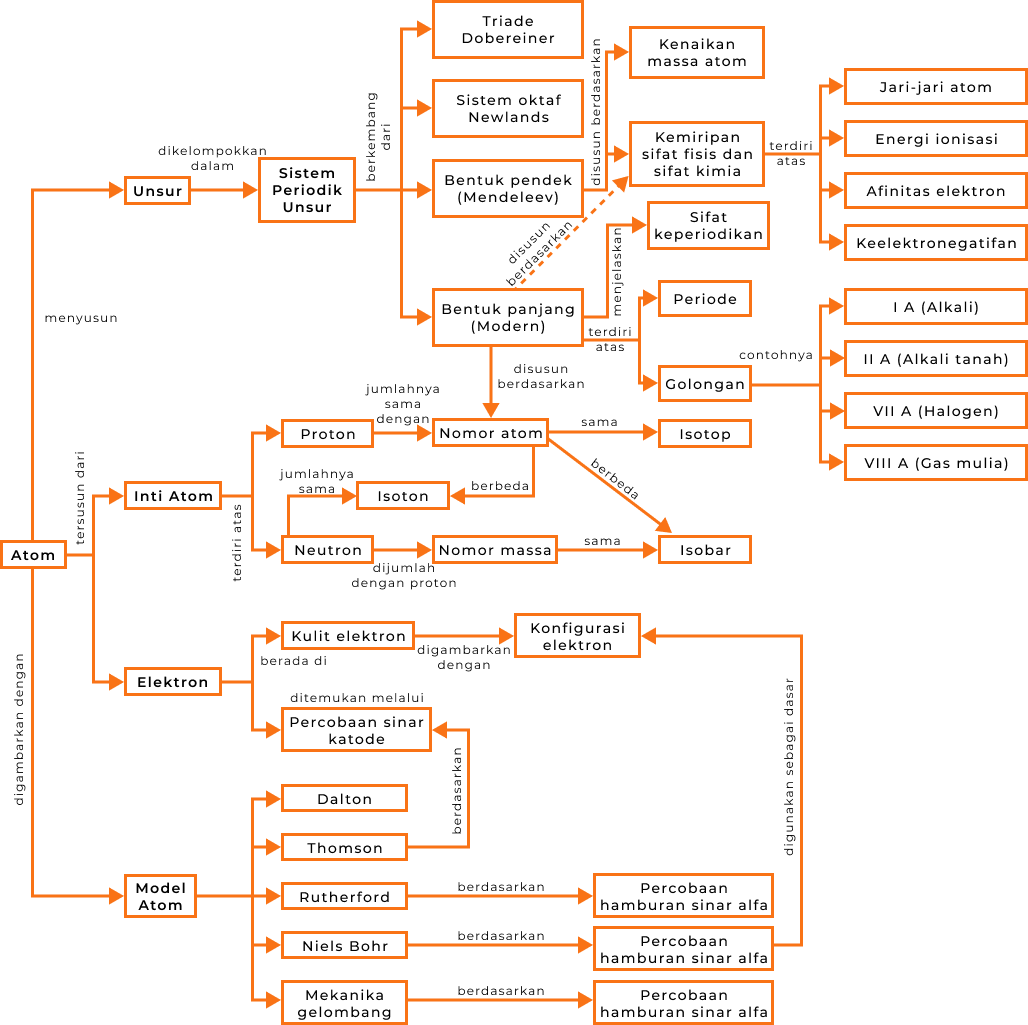 Triade
Dobereiner
Kenaikan
massa atom
Sistem oktaf
Newlands
Jari-jari atom
berkembang
dari
disusun berdasarkan
Kemiripan
sifat fisis dan
sifat kimia
terdiri
atas
Energi ionisasi
dikelompokkan
dalam
Unsur
Sistem
Periodik
Unsur
Bentuk pendek
(Mendeleev)
Afinitas elektron
Keelektronegatifan
disusun
berdasarkan
Sifat
keperiodikan
menjelaskan
menyusun
Bentuk panjang
(Modern)
Periode
terdiri
atas
I A (Alkali)
contohnya
II A (Alkali tanah)
disusun
berdasarkan
Golongan
VII A (Halogen)
VIII A (Gas mulia)
jumlahnya
sama
dengan
Proton
Nomor atom
sama
Isotop
tersusun dari
Inti Atom
jumlahnya
sama
Isoton
berbeda
berbeda
terdiri atas
Atom
Neutron
dijumlah
dengan proton
Nomor massa
sama
Isobar
Kulit elektron
digambarkan
dengan
Konfigurasi
elektron
berada di
Elektron
ditemukan melalui
Percobaan sinar
katode
digambarkan dengan
berdasarkan
digunakan sebagai dasar
Dalton
Thomson
Model
Atom
Rutherford
berdasarkan
Percobaan
hamburan sinar alfa
Niels Bohr
berdasarkan
Percobaan
hamburan sinar alfa
Mekanika
gelombang
berdasarkan
Percobaan
hamburan sinar alfa